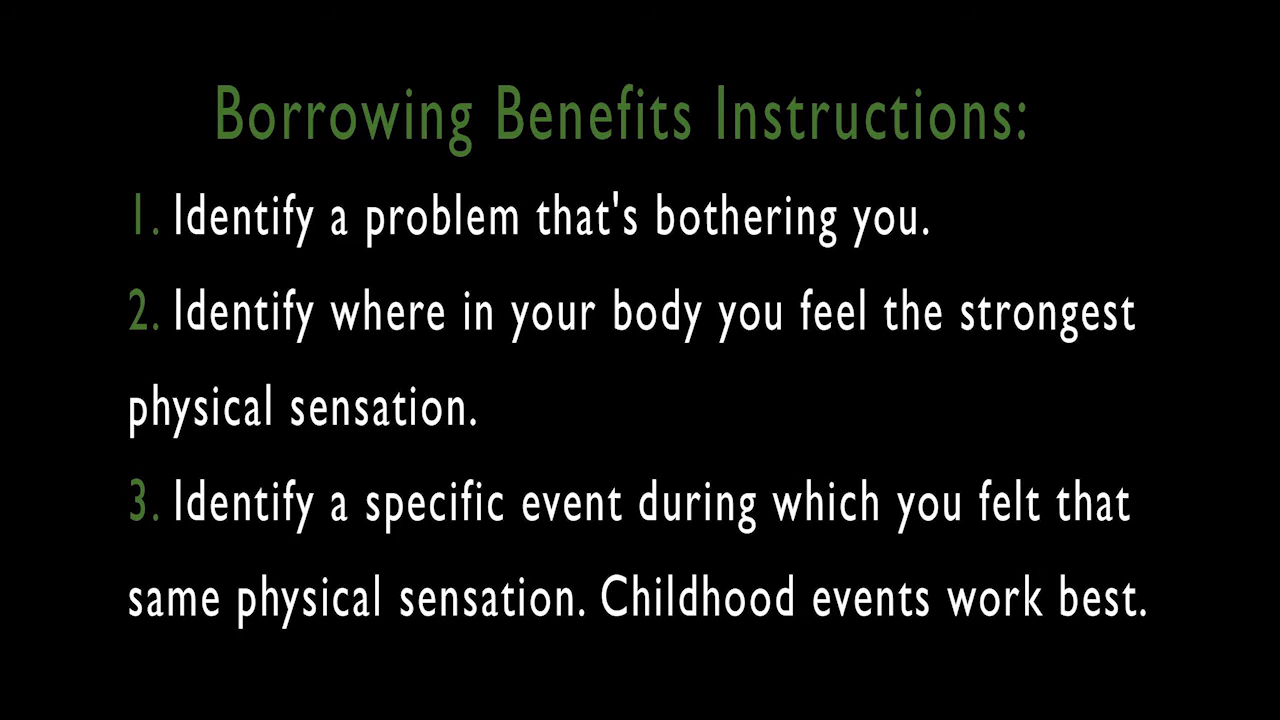 Borrowing Benefits Instructions:
1. Identify a problem that's bothering you.
2. Identify where in your body you feel the strongest
physical sensation.
3. Identify a specific event during which you felt that
same physical sensation. Childhood events work best.